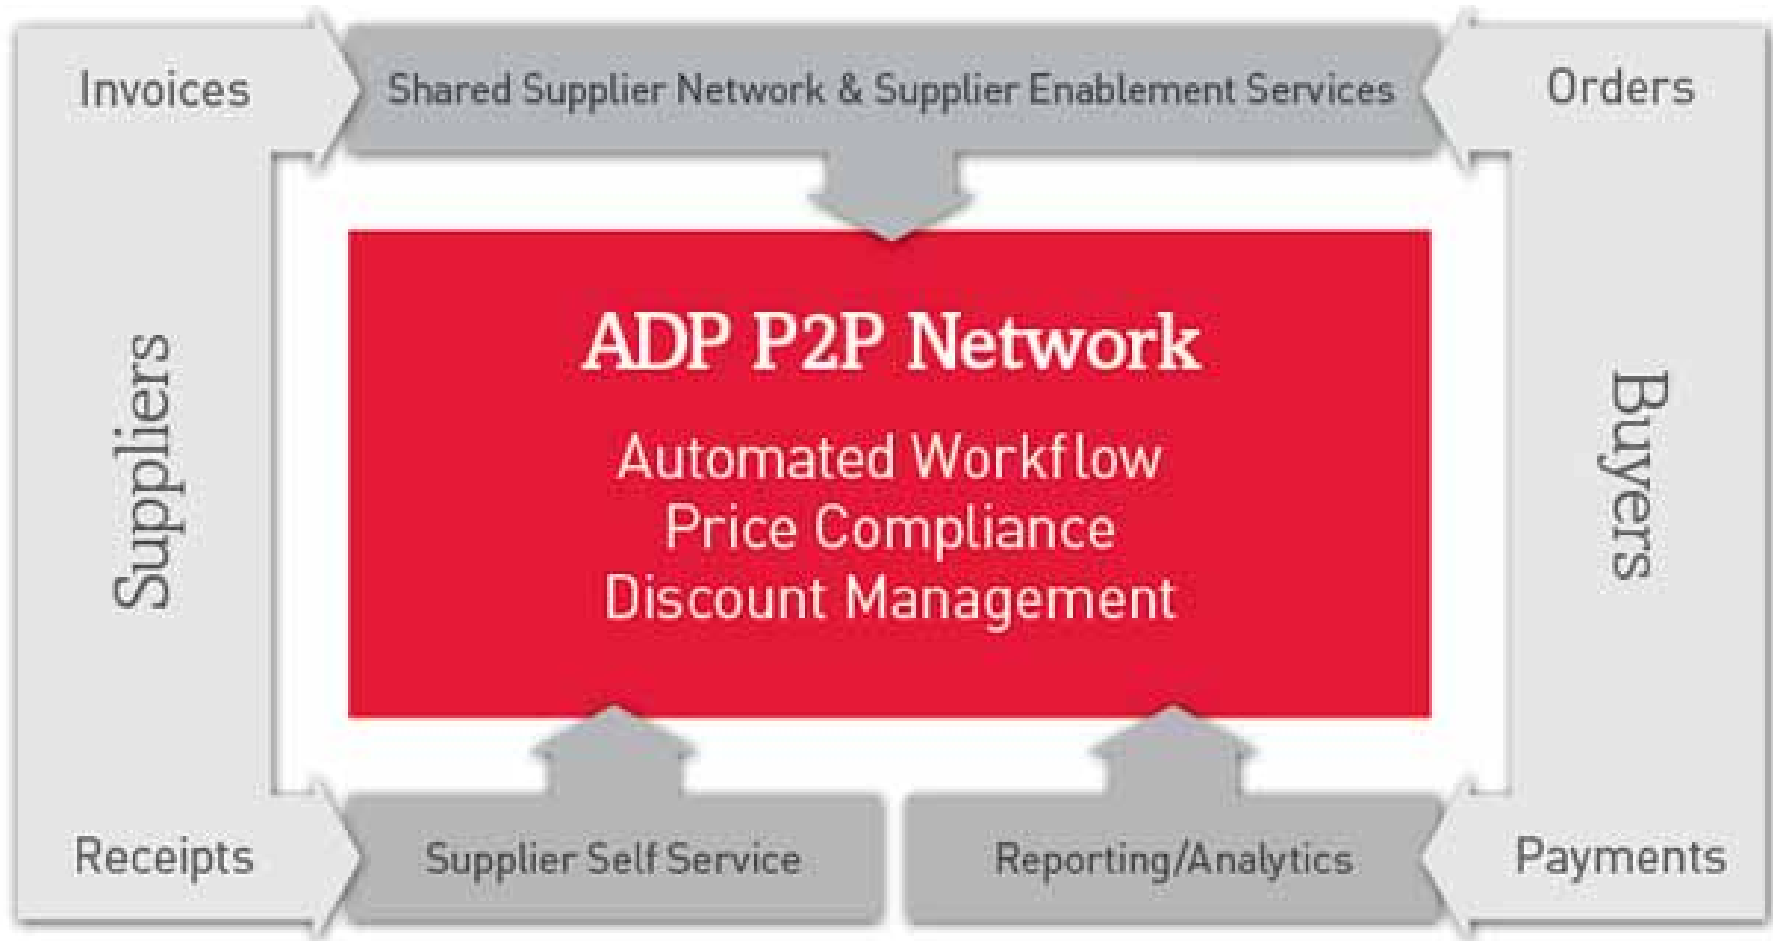 Invoices
Shared Supplier Network & Supplier Enablement Services
Orders
Suppliers
ADP P2P Network
Automated Workflow
Price Compliance
Discount Management
Buyers
Receipts
Supplier Self Service
Reporting/Analytics
Payments